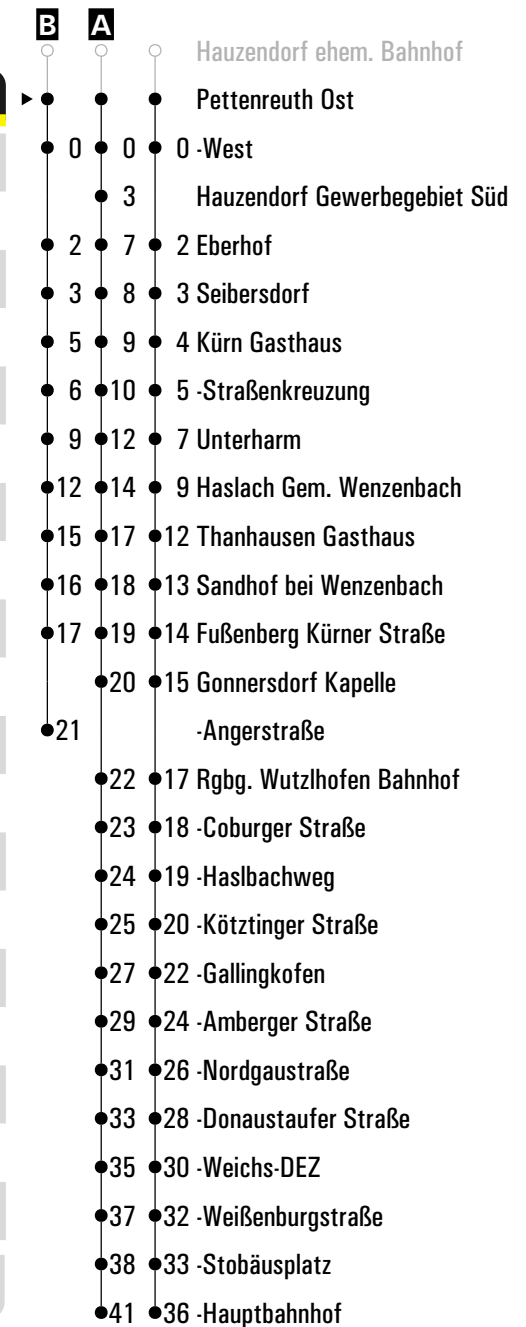 B A
Hauzendorf ehem. Bahnhof
Pettenreuth Ost
0 0 0 -West
3 Hauzendorf Gewerbegebiet Süd
2 7 2 Eberhof
3 8 3 Seibersdorf
5 9 4 Kürn Gasthaus
6 10 5 -Straßenkreuzung
9 12 7 Unterharm
12 14 9 Haslach Gem. Wenzenbach
15 17 12 Thanhausen Gasthaus
16 18 13 Sandhof bei Wenzenbach
17 19 14 Fußenberg Kürner Straße
20 15 Gonnersdorf Kapelle
21 -Angerstraße
22 17 Rgbg. Wutzlhofen Bahnhof
23 18 -Coburger Straße
24 19 -Haslbachweg
25 20 -Kötztinger Straße
27 22 -Gallingkofen
29 24 -Amberger Straße
31 26 -Nordgaustraße
33 28 -Donaustaufer Straße
35 30 -Weichs-DEZ
37 32 -Weißenburgstraße
38 33 -Stobäusplatz
41 36 -Hauptbahnhof